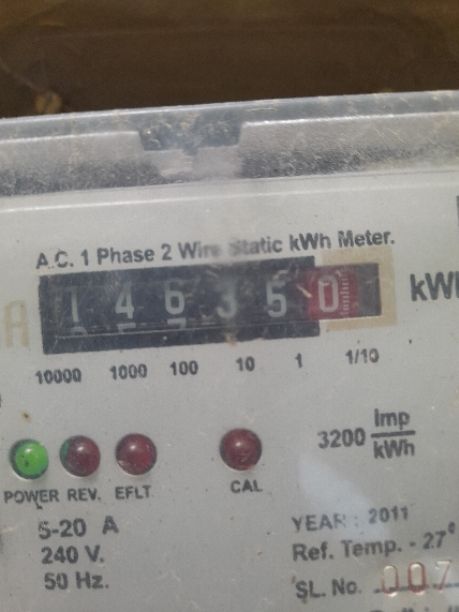 A.C. 1 Phase 2 Wire Static kWh Meter.
1 4 6 3 5 0
10000 1000 100 10 1 1/10
3200 Imp/kWh
POWER REV. EFLT CAL
5-20 A
240 V.
50 Hz.
YEAR : 2011
Ref. Temp. - 27°
SL. No. 007